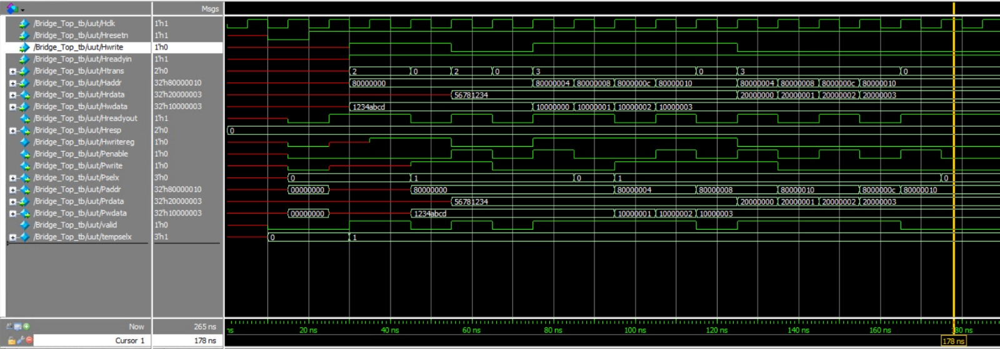 Msgs
/Bridge_Top_tb/uut/Hclk 1'h1
/Bridge_Top_tb/uut/Hresetn 1'h1
/Bridge_Top_tb/uut/Hwrite 1'h0
/Bridge_Top_tb/uut/Hreadyin 1'h1
/Bridge_Top_tb/uut/Htrans 2'h0 2 0 2 0 3 0 3 0
/Bridge_Top_tb/uut/Haddr 32'h80000010 80000000 80000004 80000008 8000000c 80000010 80000004 80000008 8000000c 80000010
/Bridge_Top_tb/uut/Hrdata 32'h20000003 56781234 20000000 20000001 20000002 20000003
/Bridge_Top_tb/uut/Hwdata 32'h10000003 1234abcd 10000000 10000001 10000002 10000003
/Bridge_Top_tb/uut/Hreadyout 1'h1
/Bridge_Top_tb/uut/Hresp 2'h0 0
/Bridge_Top_tb/uut/Hwritereg 1'h0
/Bridge_Top_tb/uut/Penable 1'h0
/Bridge_Top_tb/uut/Pwrite 1'h0
/Bridge_Top_tb/uut/Pselx 3'h0 0 1 0 1 0
/Bridge_Top_tb/uut/Paddr 32'h80000010 00000000 80000000 80000004 80000008 80000010 8000000c 80000010
/Bridge_Top_tb/uut/Prdata 32'h20000003 56781234 20000000 20000001 20000002 20000003
/Bridge_Top_tb/uut/Pwdata 32'h10000003 00000000 1234abcd 10000001 10000002 10000003
/Bridge_Top_tb/uut/valid 1'h0
/Bridge_Top_tb/uut/tempselx 3'h1 0 1
Now 265 ns ns 20 ns 40 ns 60 ns 80 ns 100 ns 120 ns 140 ns 160 ns 180 ns
Cursor 1 178 ns 178 ns